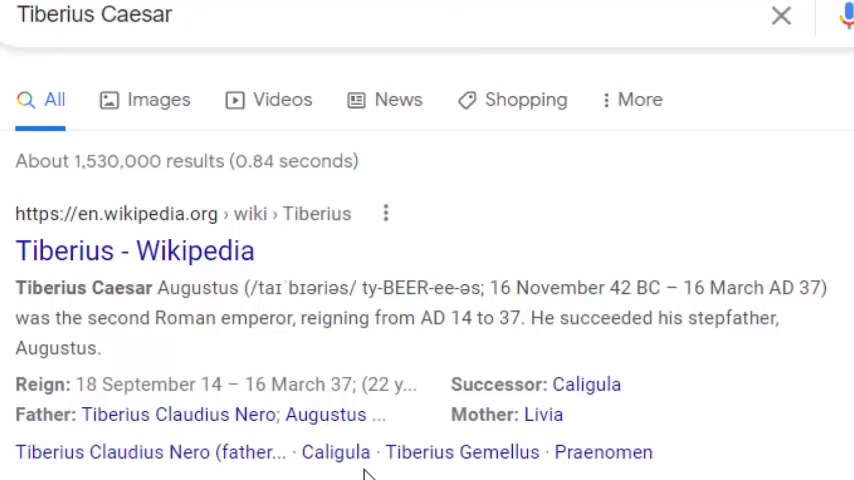 Tiberius Caesar
All Images Videos News Shopping More
About 1,530,000 results (0.84 seconds)
https://en.wikipedia.org › wiki › Tiberius
Tiberius - Wikipedia
Tiberius Caesar Augustus (/taɪˈbɪəriəs/ ty-BEER-ee-əs; 16 November 42 BC – 16 March AD 37)
was the second Roman emperor, reigning from AD 14 to 37. He succeeded his stepfather,
Augustus.
Reign: 18 September 14 – 16 March 37; (22 y... Successor: Caligula
Father: Tiberius Claudius Nero; Augustus ... Mother: Livia
Tiberius Claudius Nero (father... · Caligula · Tiberius Gemellus · Praenomen